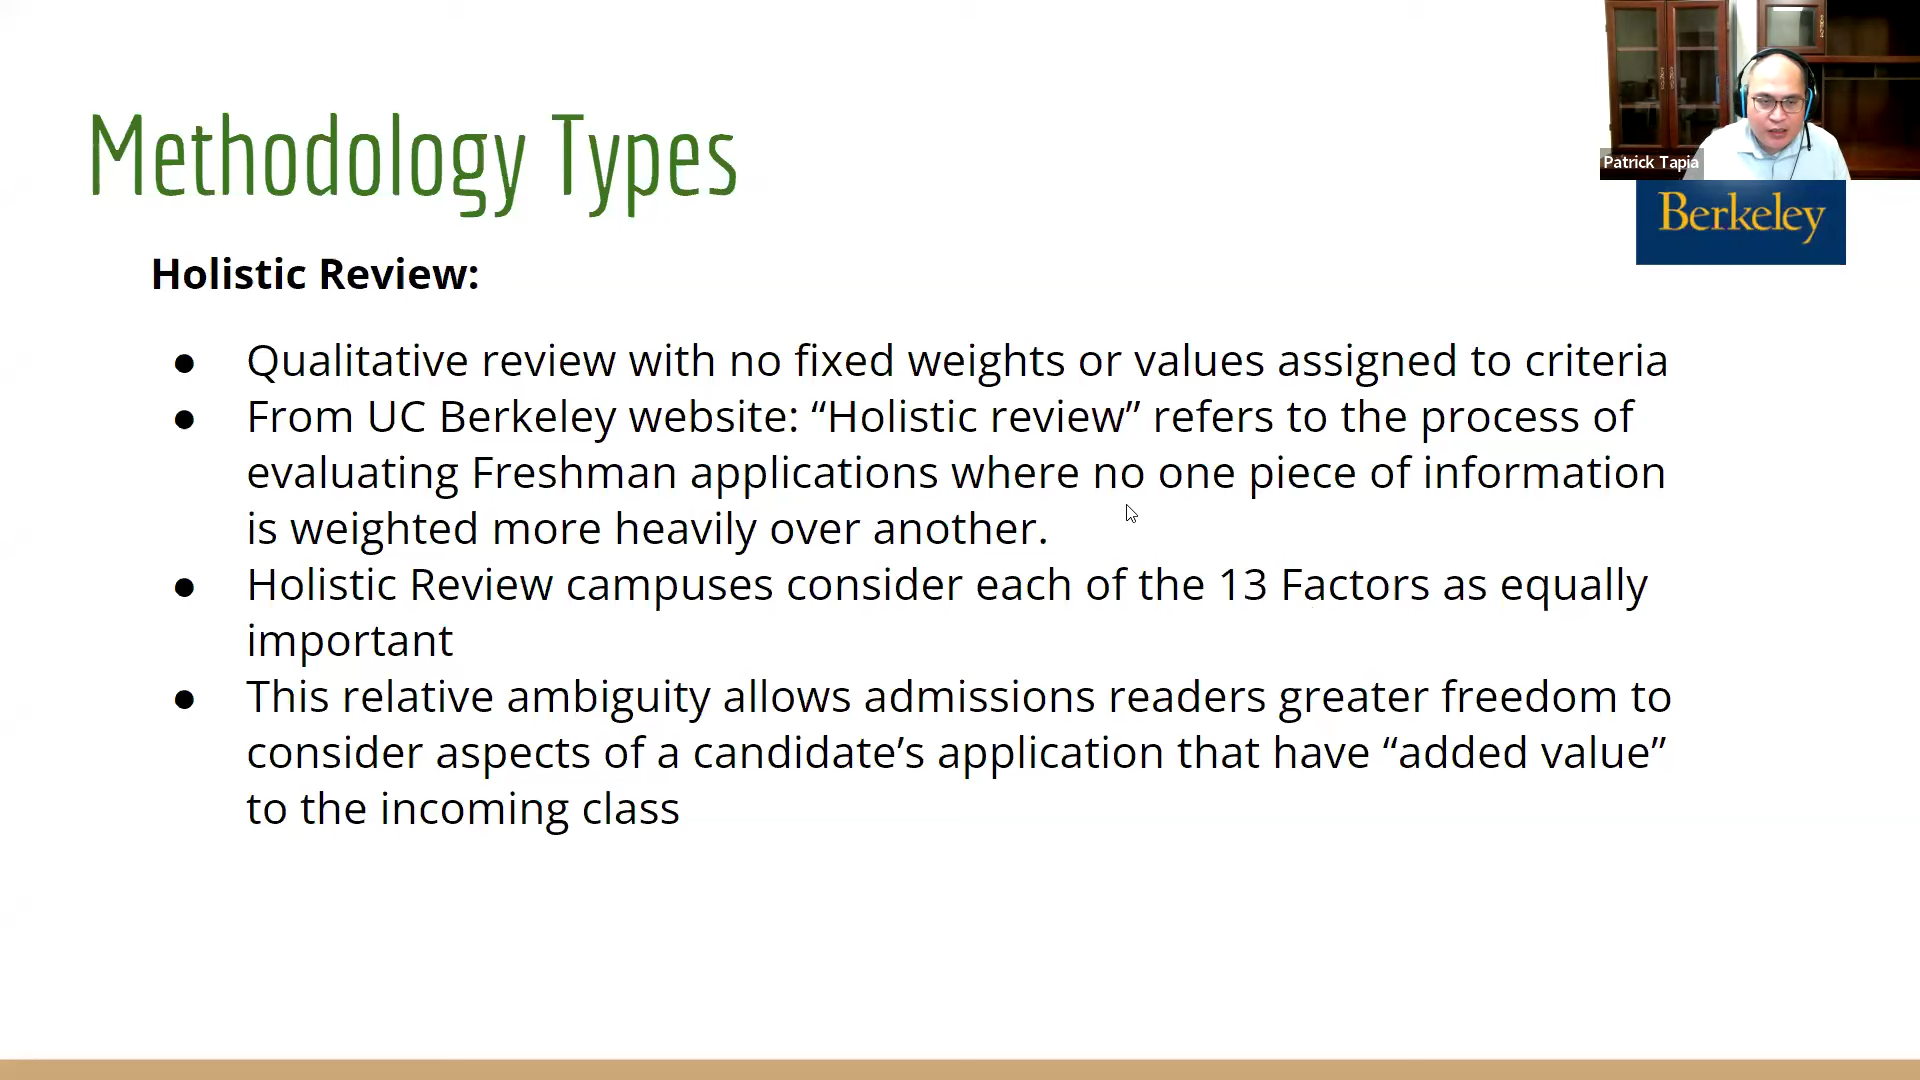 Methodology Types
Patrick Tapia
Berkeley
Holistic Review:
● Qualitative review with no fixed weights or values assigned to criteria
● From UC Berkeley website: “Holistic review” refers to the process of
evaluating Freshman applications where no one piece of information
is weighted more heavily over another.
● Holistic Review campuses consider each of the 13 Factors as equally
important
● This relative ambiguity allows admissions readers greater freedom to
consider aspects of a candidate’s application that have “added value”
to the incoming class